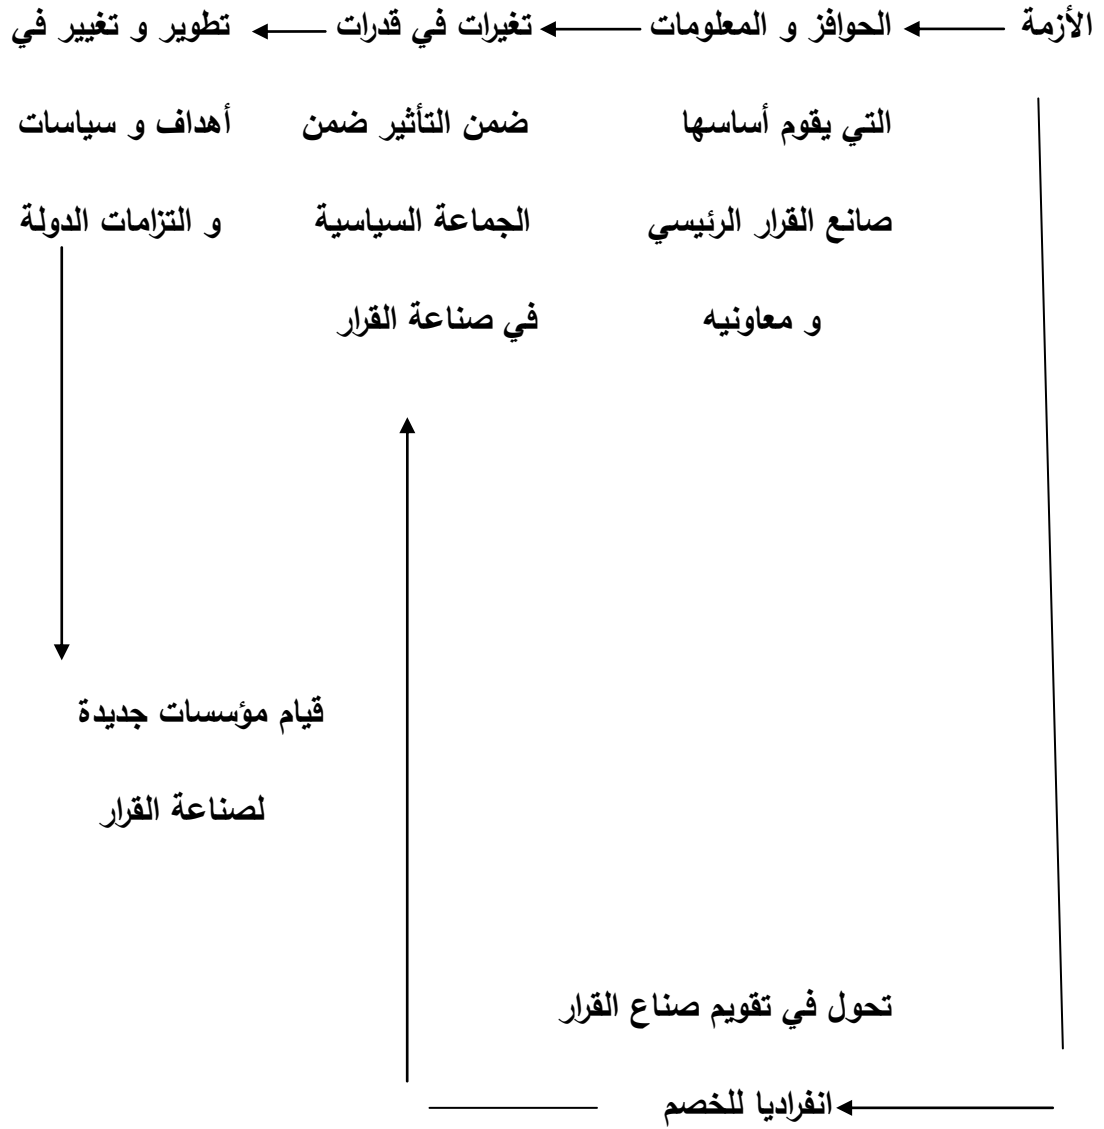 الأزمة الحوافز و المعلومات تغيرات في قدرات تطوير و تغيير في
التي يقوم أساسها ضمن التأثير ضمن أهداف و سياسات
صانع القرار الرئيسي الجماعة السياسية و التزامات الدولة
و معاونيه في صناعة القرار
قيام مؤسسات جديدة
لصناعة القرار
تحول في تقويم صناع القرار
انفراديا للخصم